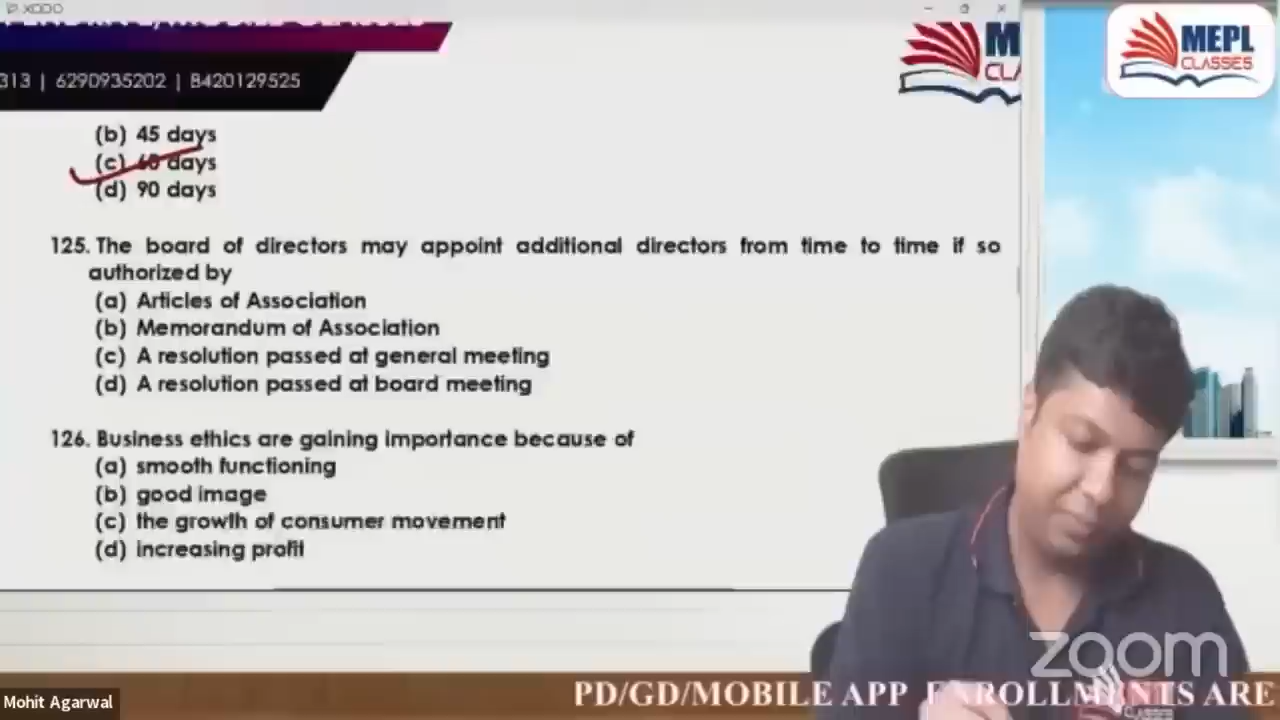 XODO
313 | 6290935202 | 8420129525
MEPL
CLASSES
(b) 45 days
(c) 60 days
(d) 90 days
125. The board of directors may appoint additional directors from time to time if so
authorized by
(a) Articles of Association
(b) Memorandum of Association
(c) A resolution passed at general meeting
(d) A resolution passed at board meeting
126. Business ethics are gaining importance because of
(a) smooth functioning
(b) good image
(c) the growth of consumer movement
(d) increasing profit
zoom
Mohit Agarwal
PD/GD/MOBILE APP ENROLLMENTS ARE